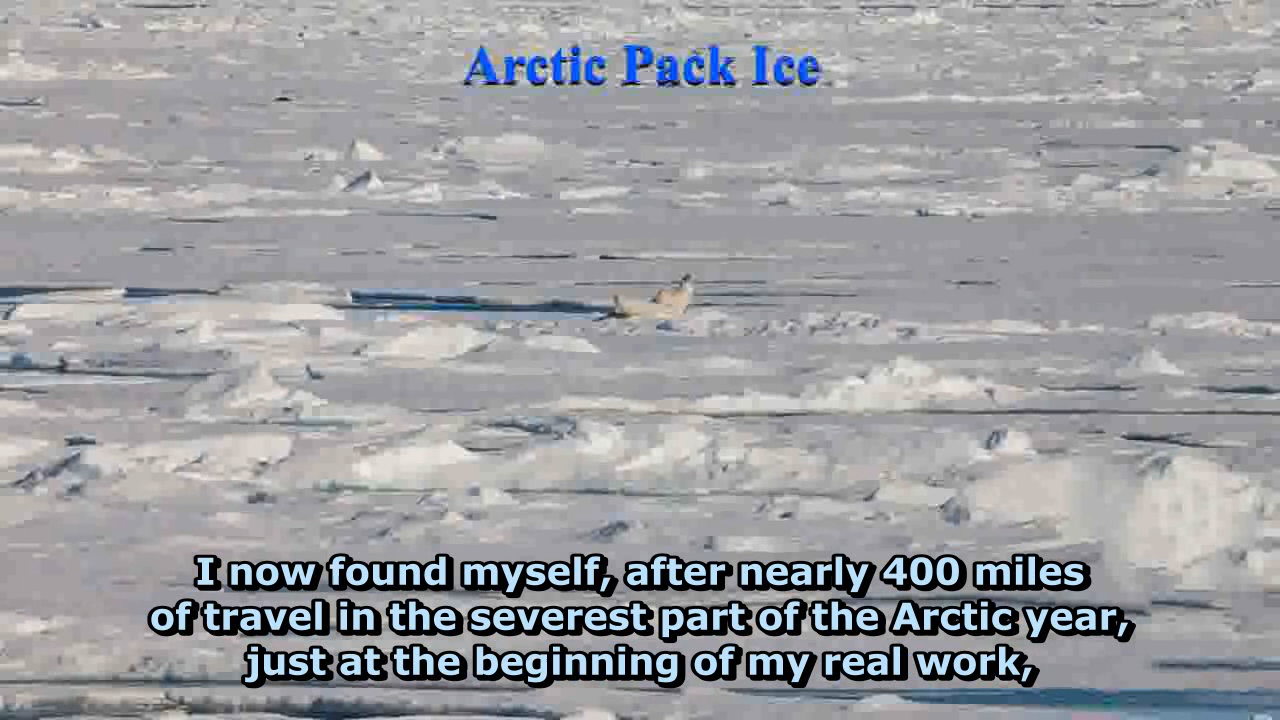 Arctic Pack Ice
I now found myself, after nearly 400 miles
of travel in the severest part of the Arctic year,
just at the beginning of my real work,